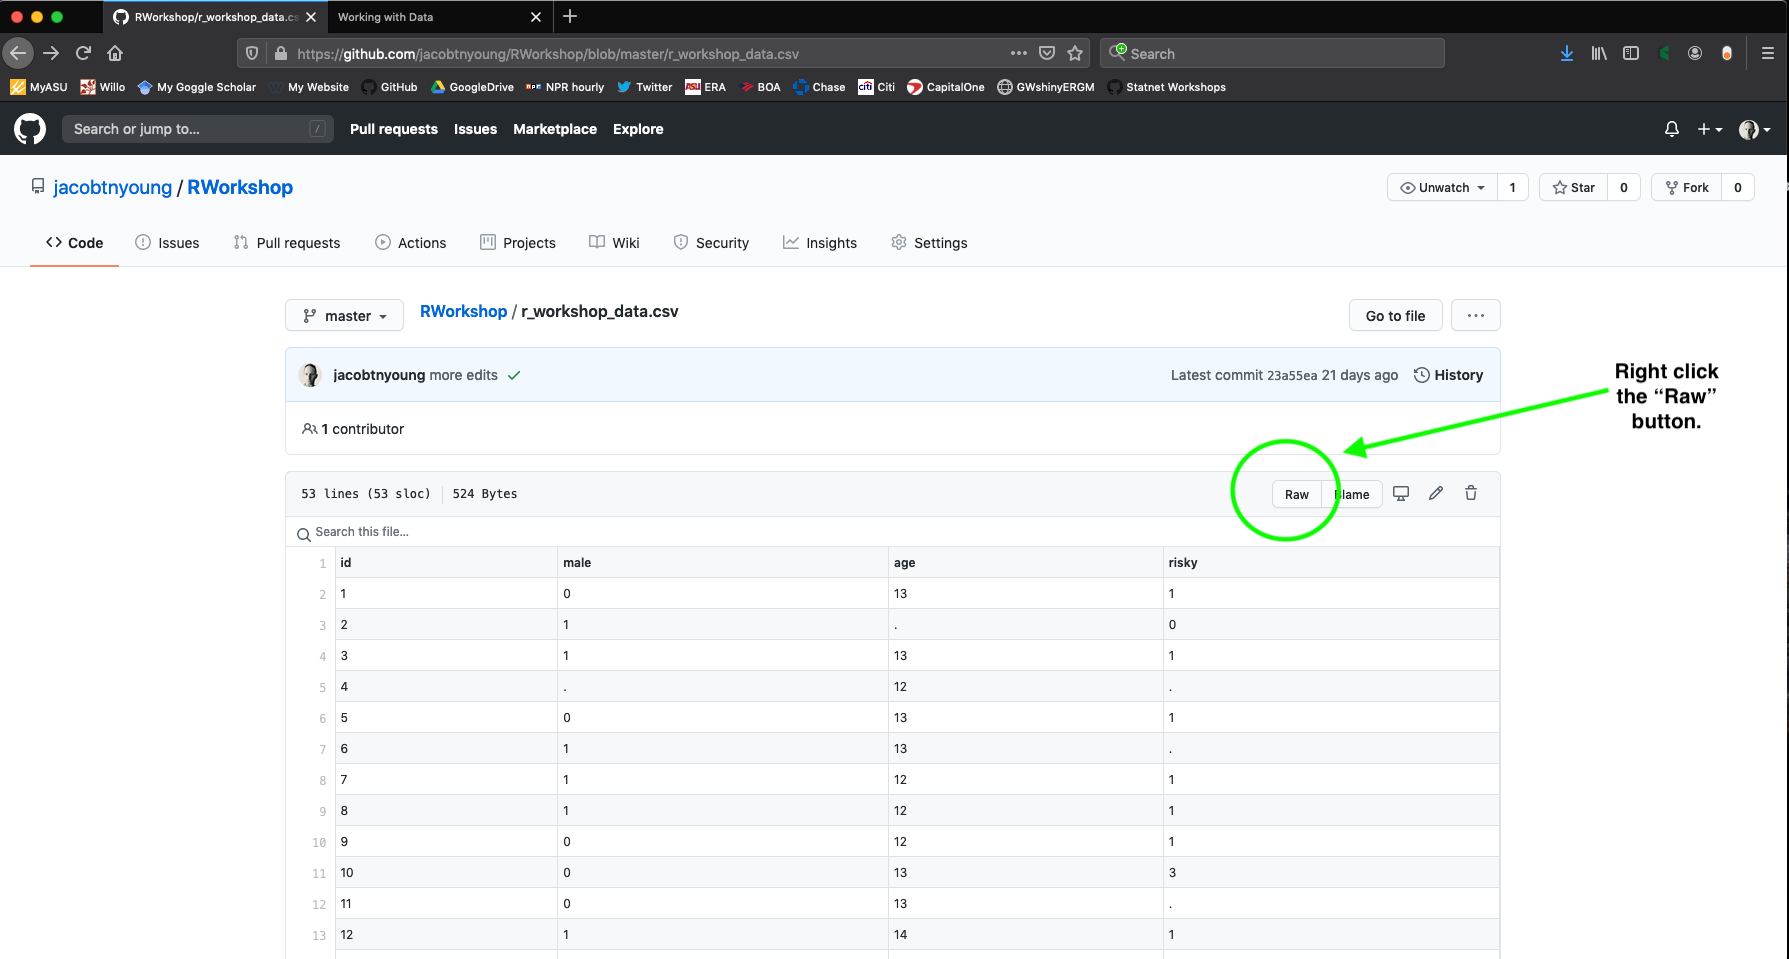 RWorkshop/r_workshop_data.cs
Working with Data
https://github.com/jacobtnyoung/RWorkshop/blob/master/r_workshop_data.csv
Search
MyASU Willo My Goggle Scholar My Website GitHub GoogleDrive npr NPR hourly Twitter ASU ERA BOA Chase citi Citi CapitalOne GWshinyERGM Statnet Workshops
Search or jump to... / Pull requests Issues Marketplace Explore
jacobtnyoung / RWorkshop Unwatch 1 Star 0 Fork 0
Code Issues Pull requests Actions Projects Wiki Security Insights Settings
master RWorkshop / r_workshop_data.csv Go to file ...
jacobtnyoung more edits Latest commit 23a55ea 21 days ago History
1 contributor
Right click
the “Raw”
button.
53 lines (53 sloc) 524 Bytes Raw Blame
Search this file...
1 id male age risky
2 1 0 13 1
3 2 1 . 0
4 3 1 13 1
5 4 . 12 .
6 5 0 13 1
7 6 1 13 .
8 7 1 12 1
9 8 1 12 1
10 9 0 12 1
11 10 0 13 3
12 11 0 13 .
13 12 1 14 1